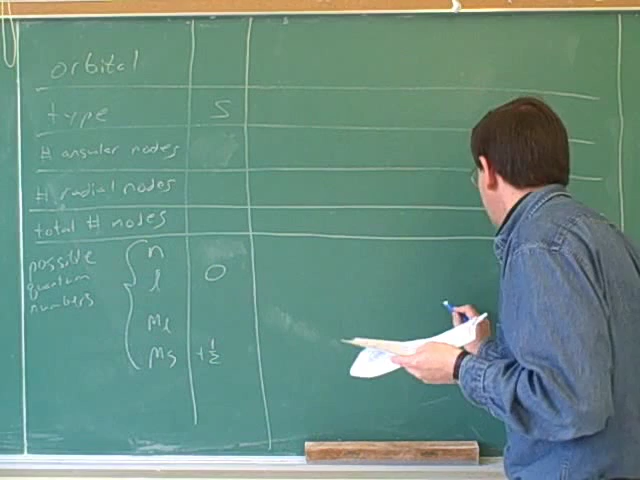 orbital
type S
# angular nodes
# radial nodes
total # nodes
possible quantum numbers
n
l 0
ml
ms +1/2